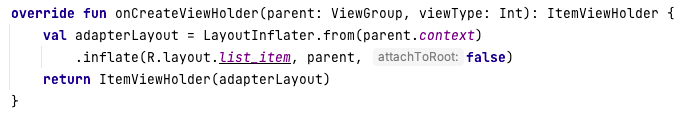 override fun onCreateViewHolder(parent: ViewGroup, viewType: Int): ItemViewHolder {
    val adapterLayout = LayoutInflater.from(parent.context)
        .inflate(R.layout.list_item, parent, attachToRoot: false)
    return ItemViewHolder(adapterLayout)
}